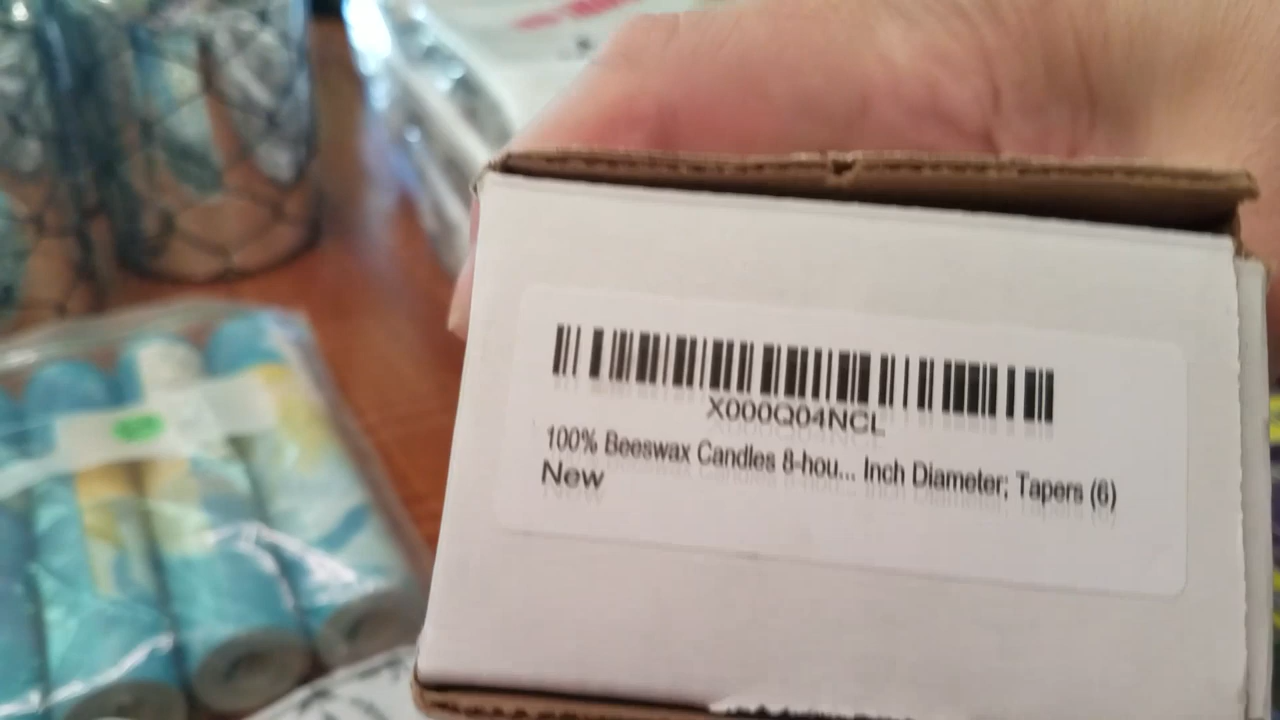 X000Q04NCL
100% Beeswax Candles 8-hou... Inch Diameter; Tapers (6)
New